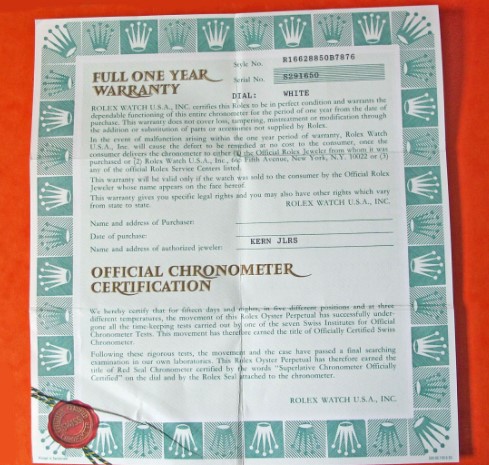 Style No. R16628850B7876
FULL ONE YEAR
WARRANTY
Serial No. S291650
DIAL: WHITE
ROLEX WATCH U.S.A., INC. certifies this Rolex to be in perfect condition and warrants the
dependable functioning of this entire chronometer for the period of one year from the date of
purchase. This warranty does not cover loss, tampering, mistreatment or modification through
the addition or substitution of parts or accessories not supplied by Rolex.
In the event of malfunction arising within the one year period of warranty, Rolex Watch
U.S.A., Inc. will cause the defect to be remedied at no cost to the consumer, once the
consumer delivers the chronometer to either (1) the Official Rolex Jeweler from whom it was
purchased or (2) Rolex Watch U.S.A., Inc., Fifth Avenue, New York, N.Y. 10022 or (3)
any of the official Rolex Service Centers listed.
This warranty will be valid only if the watch was sold to the consumer by the Official Rolex
Jeweler whose name appears on the face hereof.
This warranty gives you specific legal rights and you may also have other rights which vary
from state to state.
ROLEX WATCH U.S.A., INC.
Name and address of Purchaser:
Date of purchase:
Name and address of authorized jeweler: KERN JLRS
OFFICIAL CHRONOMETER
CERTIFICATION
We hereby certify that for fifteen days and nights, in five different positions and at three
different temperatures, the movement of this Rolex Oyster Perpetual has successfully under-
gone all the time-keeping tests carried out by one of the seven Swiss Institutes for Official
Chronometer Tests. This movement has therefore earned the title of Officially Certified Swiss
Chronometer.
Following these rigorous tests, the movement and the case have passed a final searching
examination in our own laboratories. This Rolex Oyster Perpetual has therefore earned the
title of Red Seal Chronometer certified by the words "Superlative Chronometer Officially
Certified" on the dial and by the Rolex Seal attached to the chronometer.
ROLEX WATCH U.S.A., INC.